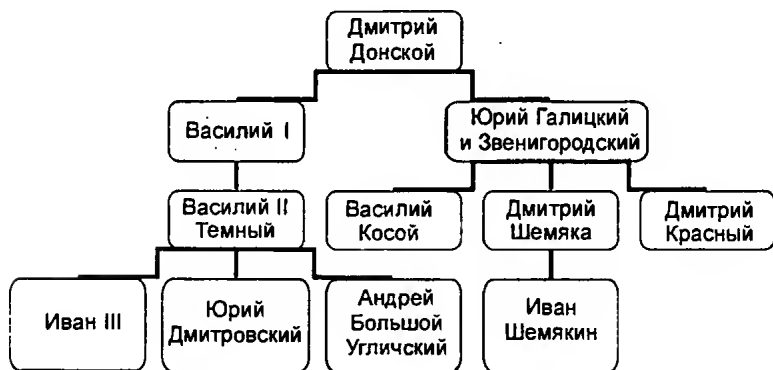 Дмитрий
Донской
Василий I
Юрий Галицкий
и Звенигородский
Василий II
Темный
Василий
Косой
Дмитрий
Шемяка
Дмитрий
Красный
Иван III
Юрий
Дмитровский
Андрей
Большой
Угличский
Иван
Шемякин